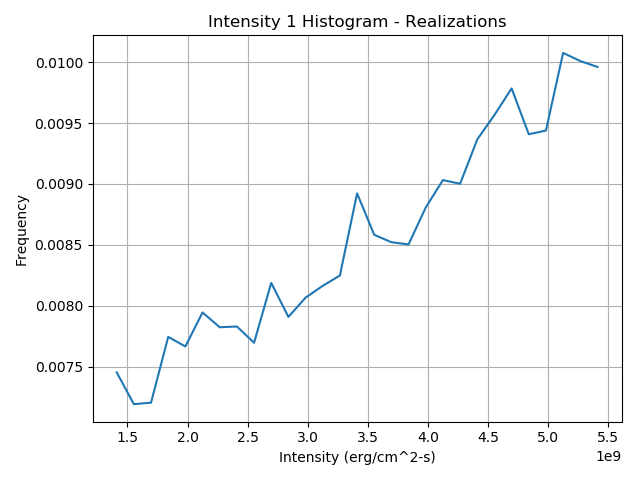 Intensity 1 Histogram - Realizations
0.0100
0.0095
0.0090
0.0085
0.0080
0.0075
Frequency
1.5 2.0 2.5 3.0 3.5 4.0 4.5 5.0 5.5
1e9
Intensity (erg/cm^2-s)